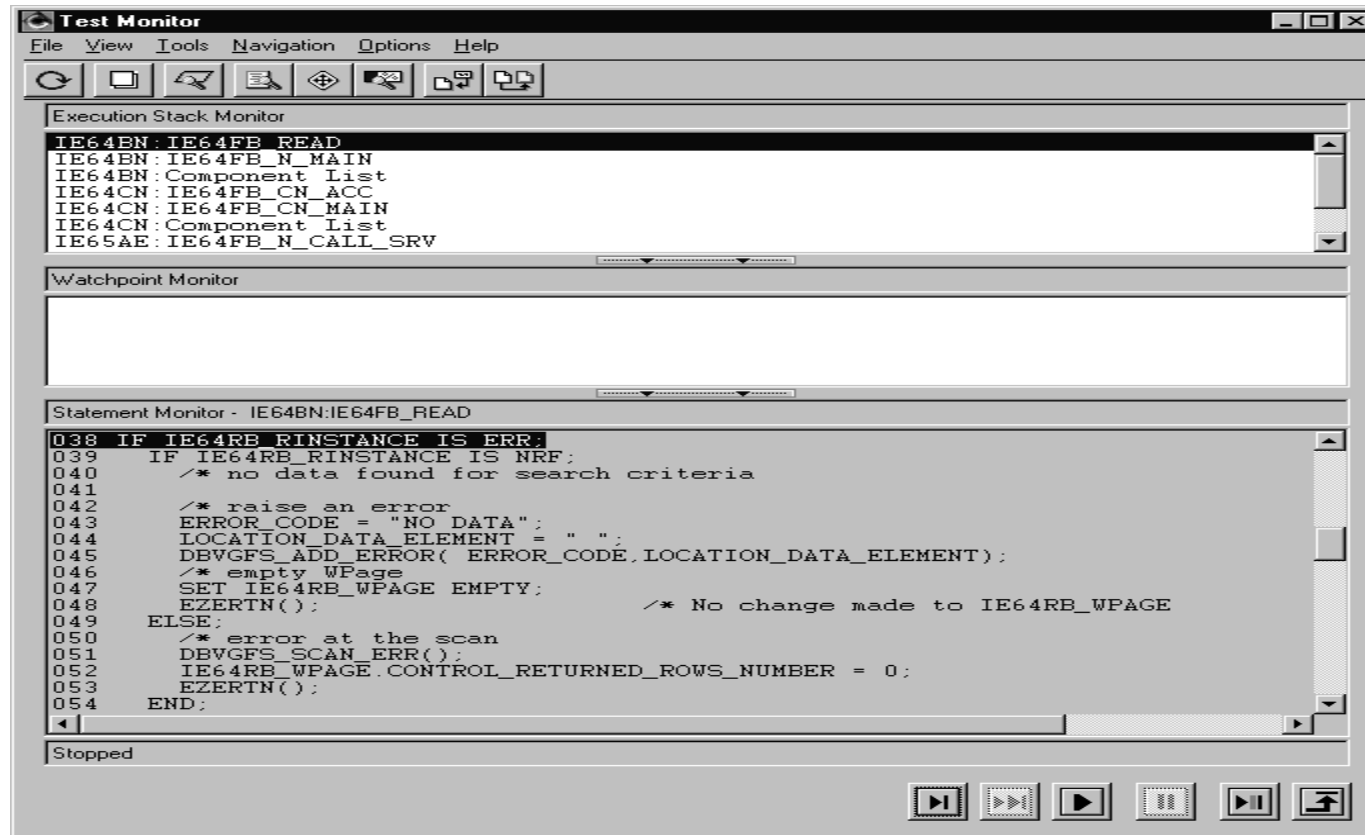 Test Monitor
File View Tools Navigation Options Help
Execution Stack Monitor
IE64BN:IE64FB_READ
IE64BN:IE64FB_N_MAIN
IE64BN:Component List
IE64CN:IE64FB_CN_ACC
IE64CN:IE64FB_CN_MAIN
IE64CN:Component List
IE65AE:IE64FB_N_CALL_SRV
Watchpoint Monitor
Statement Monitor - IE64BN:IE64FB_READ
038 IF IE64RB_RINSTANCE IS ERR;
039 IF IE64RB_RINSTANCE IS NRF;
040 /* no data found for search criteria
041
042 /* raise an error
043 ERROR_CODE = "NO DATA";
044 LOCATION_DATA_ELEMENT = " ";
045 DBVGFS_ADD_ERROR( ERROR_CODE,LOCATION_DATA_ELEMENT);
046 /* empty WPage
047 SET IE64RB_WPAGE EMPTY;
048 EZERTN(); /* No change made to IE64RB_WPAGE
049 ELSE;
050 /* error at the scan
051 DBVGFS_SCAN_ERR();
052 IE64RB_WPAGE.CONTROL_RETURNED_ROWS_NUMBER = 0;
053 EZERTN();
054 END;
Stopped